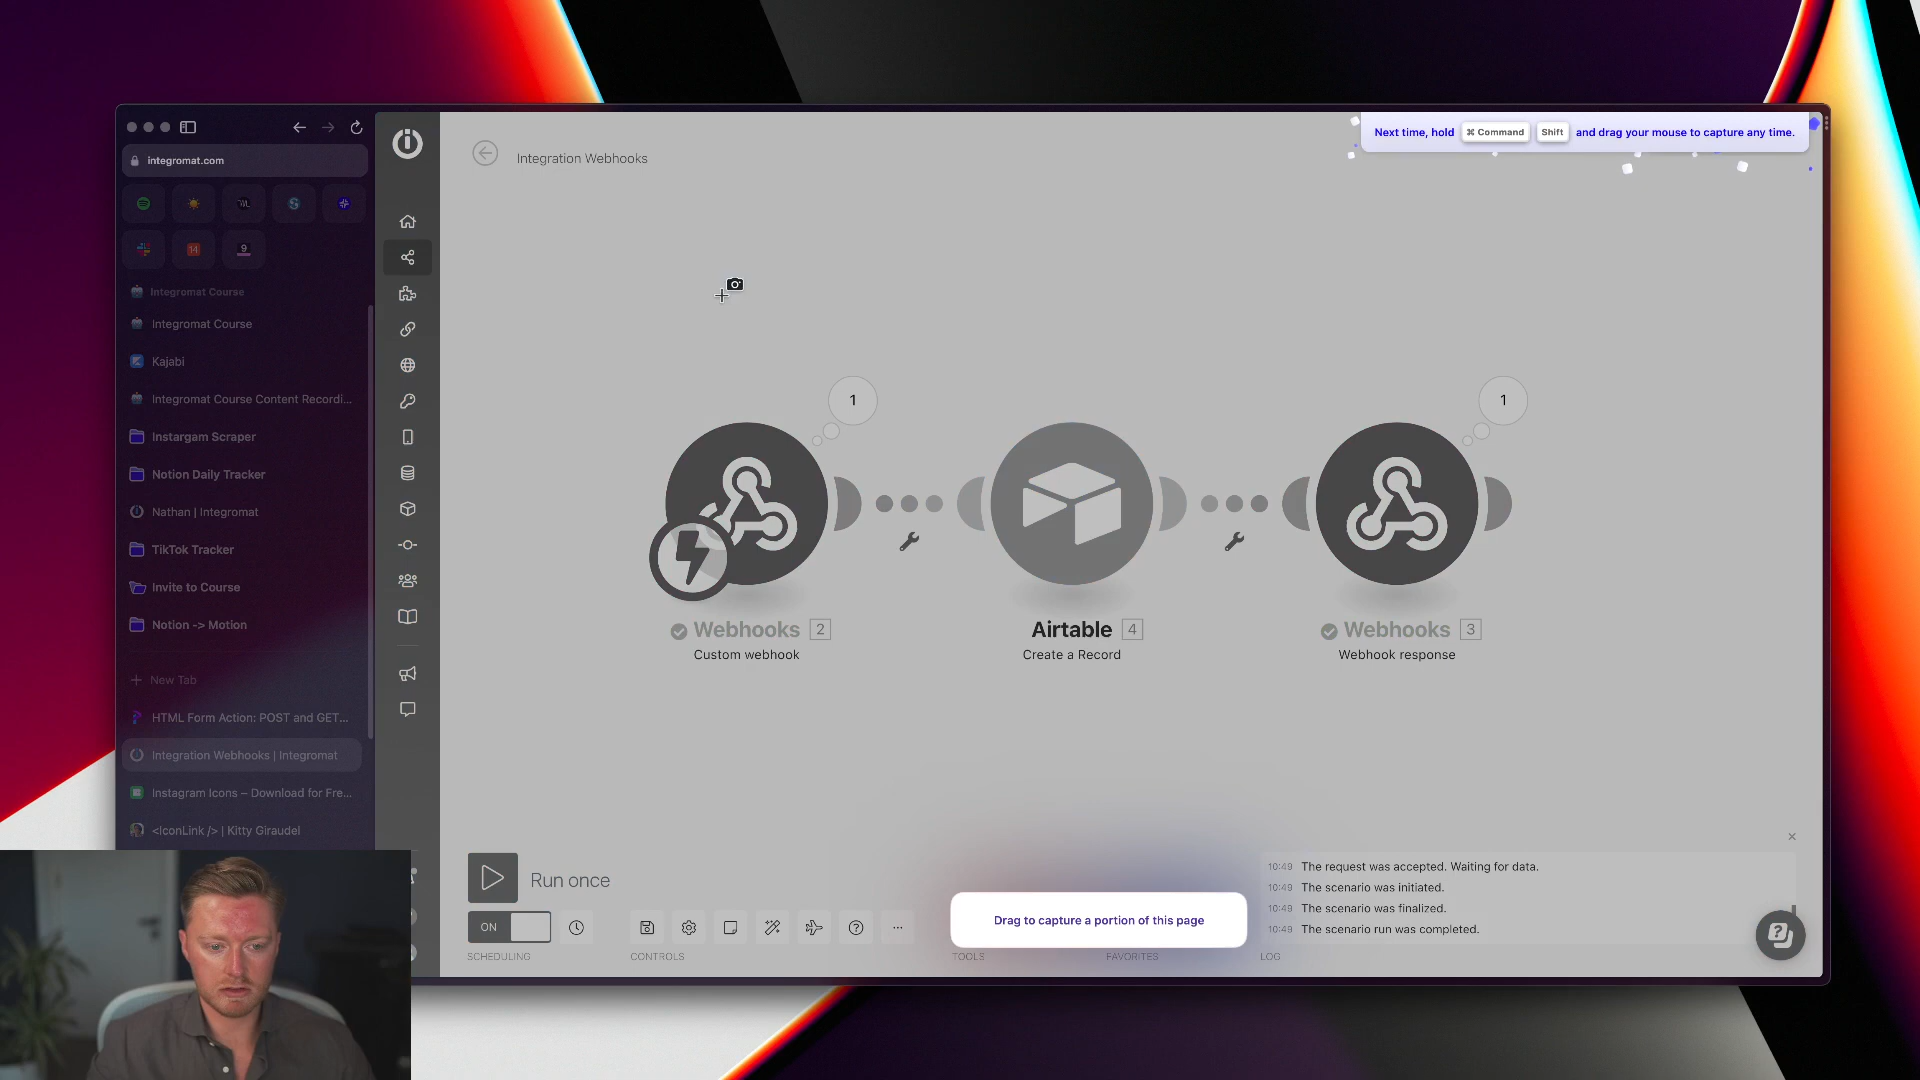 integromat.com
14
9
Integromat Course
Integromat Course
Kajabi
Integromat Course Content Recordi...
Instargam Scraper
Notion Daily Tracker
Nathan | Integromat
TikTok Tracker
Invite to Course
Notion -> Motion
New Tab
HTML Form Action: POST and GET...
Integration Webhooks | Integromat
Instagram Icons – Download for Fre...
<IconLink /> | Kitty Giraudel
Integration Webhooks
Next time, hold ⌘ Command Shift and drag your mouse to capture any time.
1
1
Webhooks 2
Custom webhook
Airtable 4
Create a Record
Webhooks 3
Webhook response
Run once
ON
SCHEDULING
CONTROLS
TOOLS
FAVORITES
LOG
Drag to capture a portion of this page
10:49 The request was accepted. Waiting for data.
10:49 The scenario was initiated.
10:49 The scenario was finalized.
10:49 The scenario run was completed.